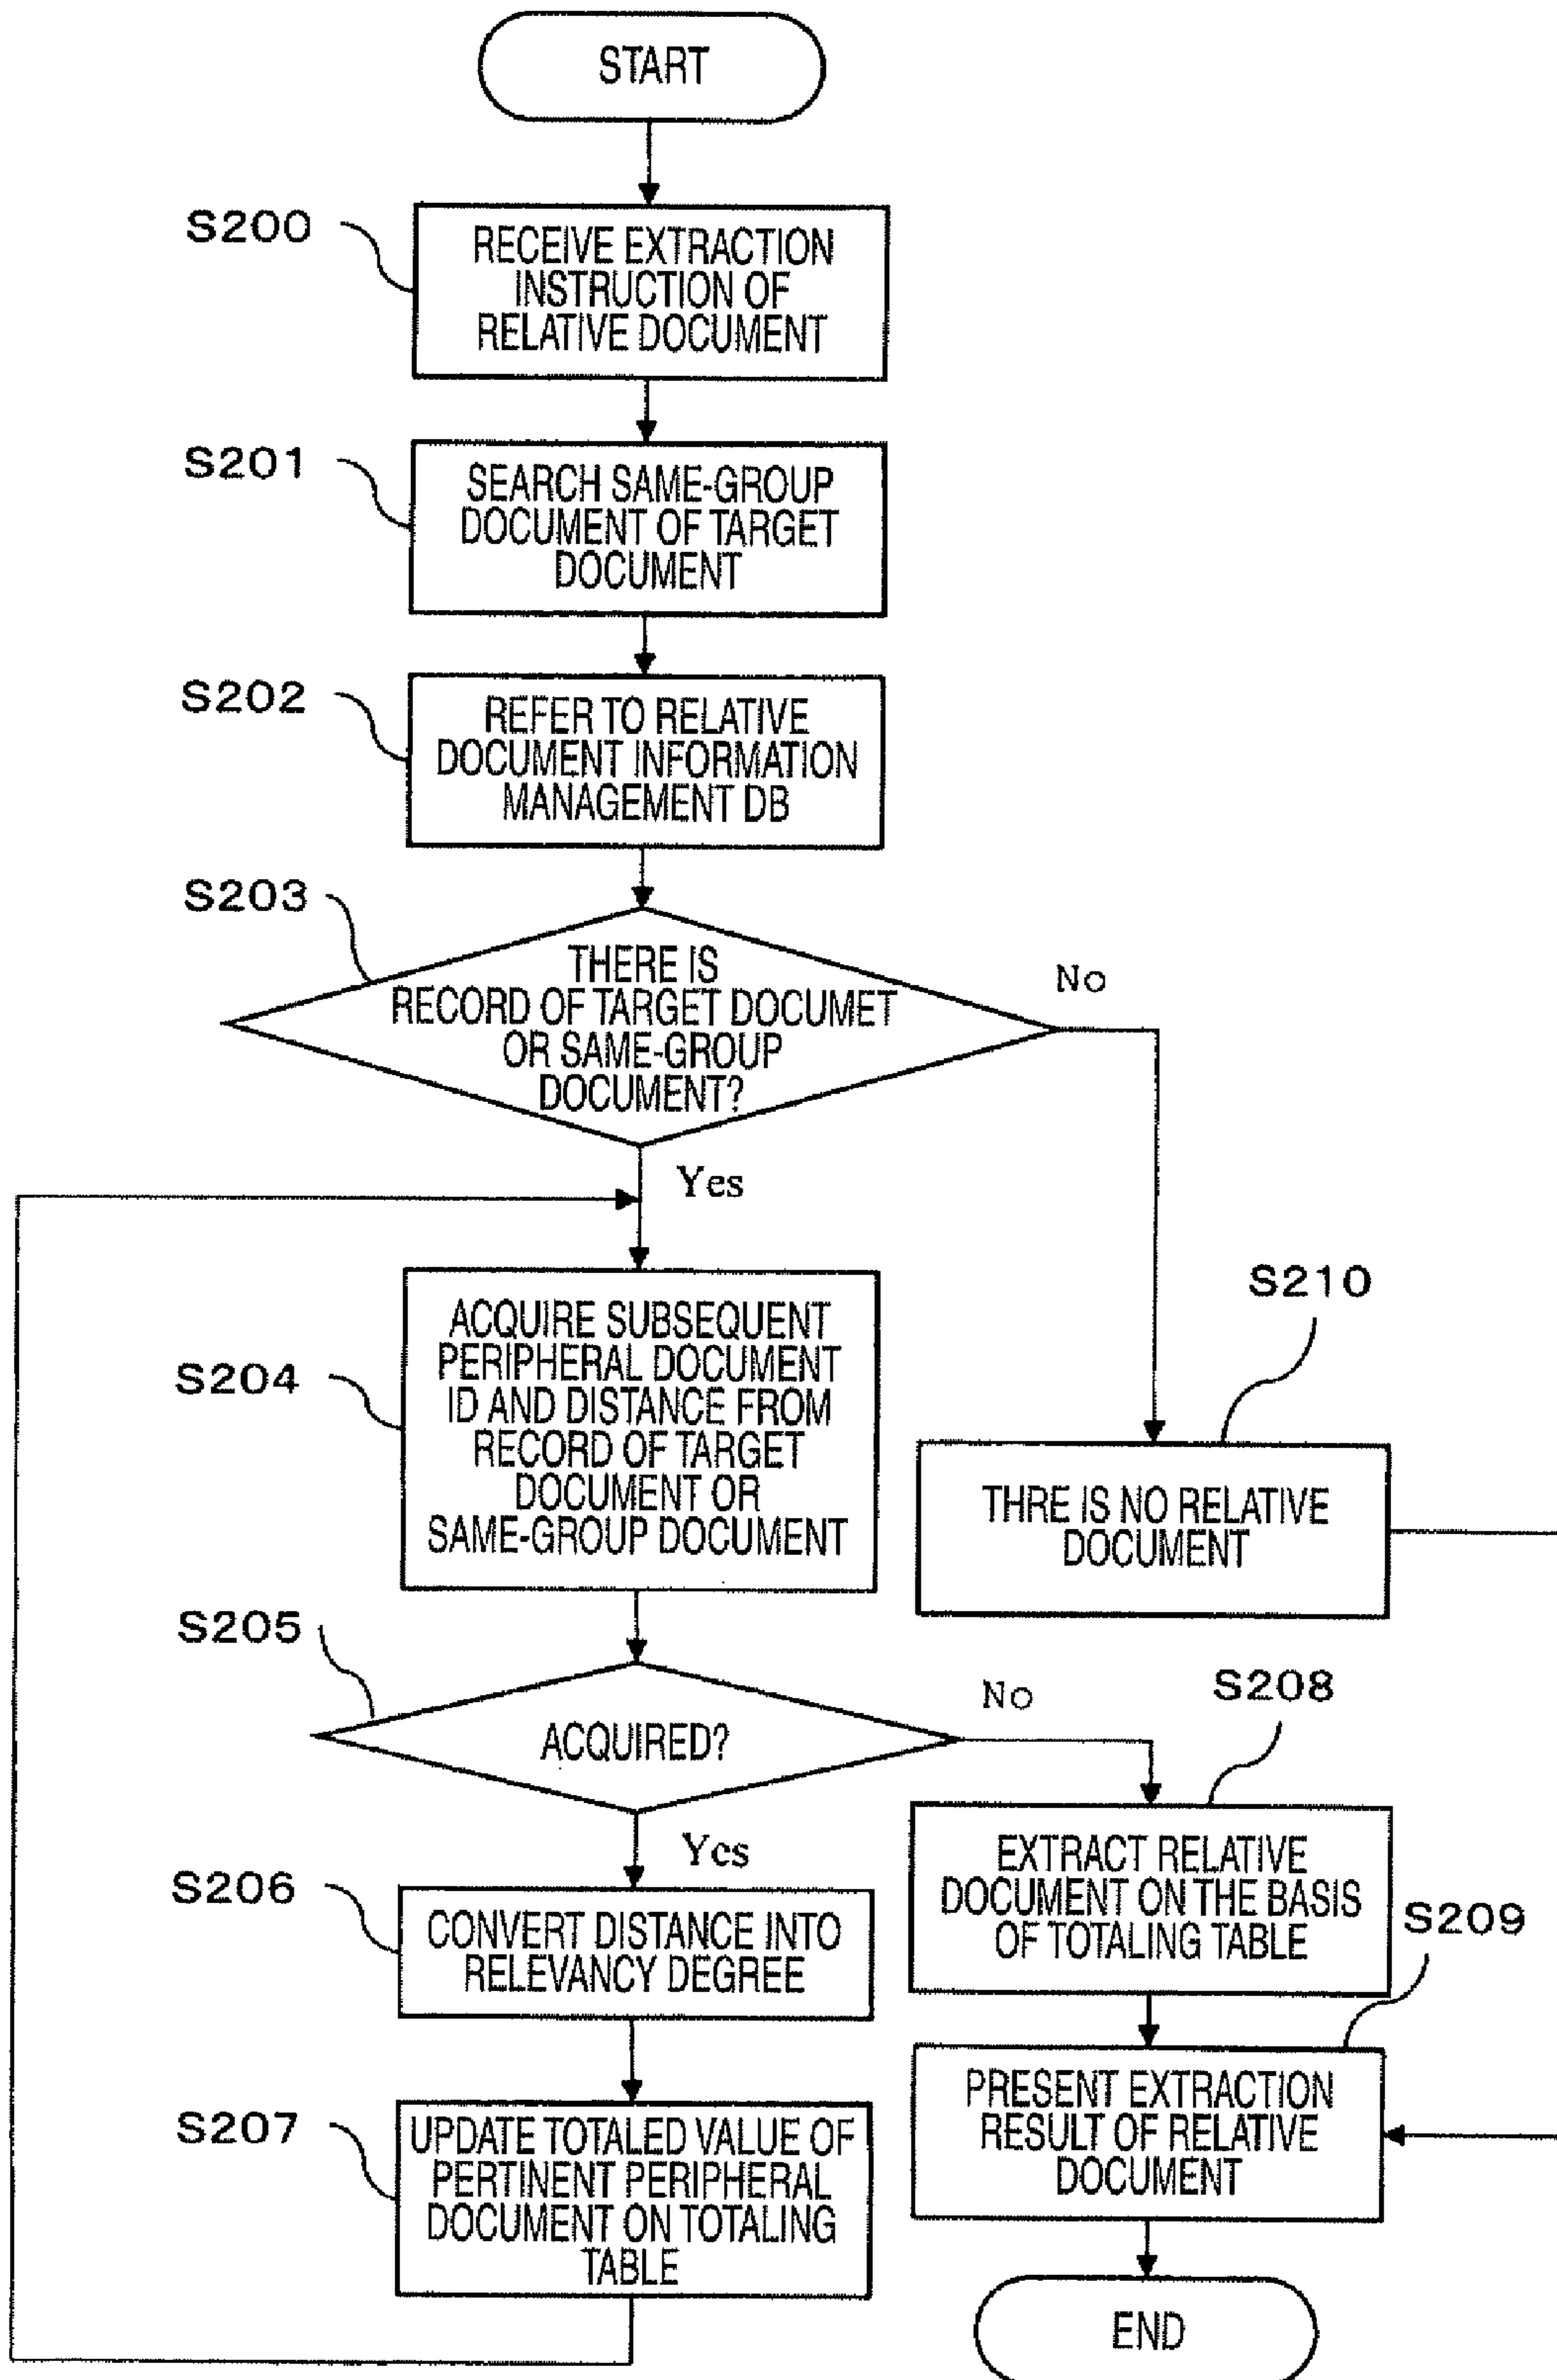 START
S200
RECEIVE EXTRACTION
INSTRUCTION OF
RELATIVE DOCUMENT
S201
SEARCH SAME-GROUP
DOCUMENT OF TARGET
DOCUMENT
S202
REFER TO RELATIVE
DOCUMENT INFORMATION
MANAGEMENT DB
S203
THERE IS
RECORD OF TARGET DOCUMET
OR SAME-GROUP
DOCUMENT?
No
Yes
S204
ACQUIRE SUBSEQUENT
PERIPHERAL DOCUMENT
ID AND DISTANCE FROM
RECORD OF TARGET
DOCUMENT OR
SAME-GROUP DOCUMENT
S210
THRE IS NO RELATIVE
DOCUMENT
S205
ACQUIRED?
No
Yes
S208
EXTRACT RELATIVE
DOCUMENT ON THE BASIS
OF TOTALING TABLE
S206
CONVERT DISTANCE INTO
RELEVANCY DEGREE
S209
PRESENT EXTRACTION
RESULT OF RELATIVE
DOCUMENT
S207
UPDATE TOTALED VALUE OF
PERTINENT PERIPHERAL
DOCUMENT ON TOTALING
TABLE
END